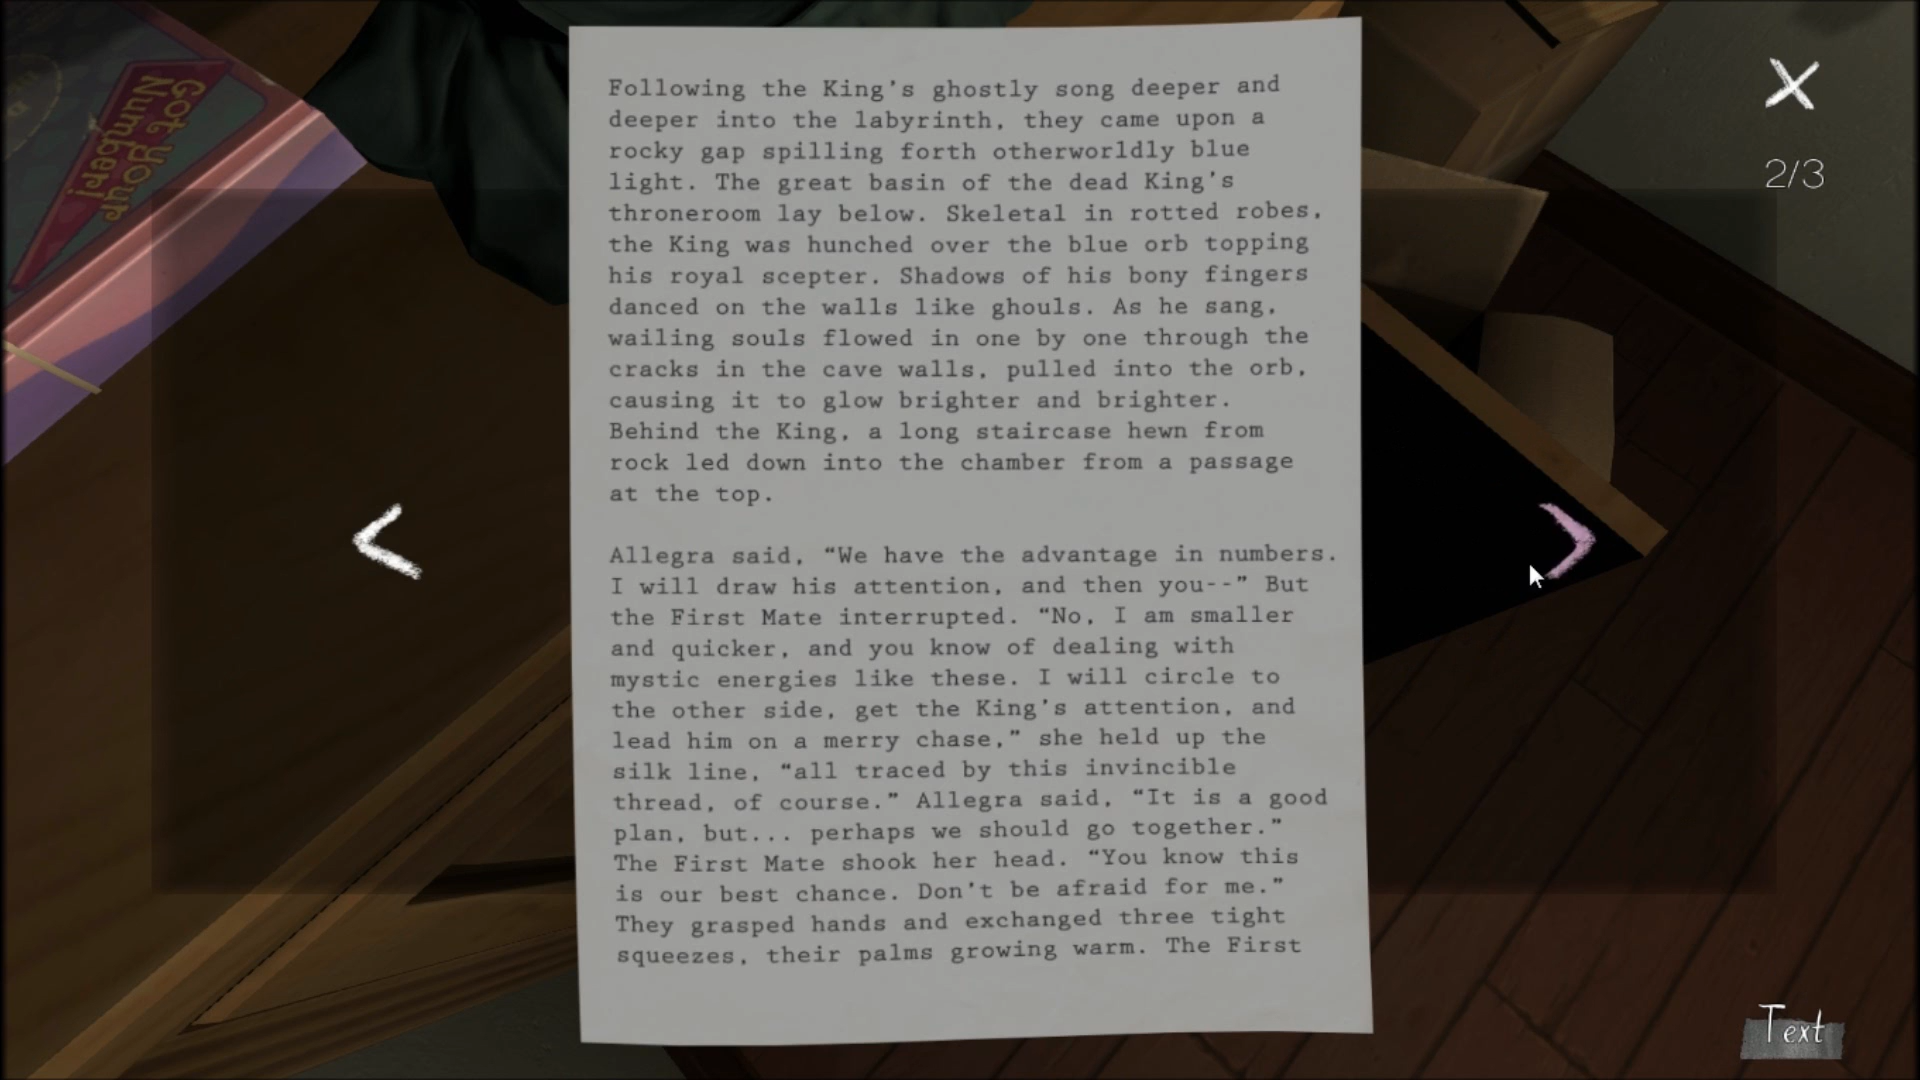 Got your
Number!
2/3
Following the King's ghostly song deeper and
deeper into the labyrinth, they came upon a
rocky gap spilling forth otherworldly blue
light. The great basin of the dead King's
throneroom lay below. Skeletal in rotted robes,
the King was hunched over the blue orb topping
his royal scepter. Shadows of his bony fingers
danced on the walls like ghouls. As he sang,
wailing souls flowed in one by one through the
cracks in the cave walls, pulled into the orb,
causing it to glow brighter and brighter.
Behind the King, a long staircase hewn from
rock led down into the chamber from a passage
at the top.
Allegra said, “We have the advantage in numbers.
I will draw his attention, and then you--” But
the First Mate interrupted. “No, I am smaller
and quicker, and you know of dealing with
mystic energies like these. I will circle to
the other side, get the King's attention, and
lead him on a merry chase,” she held up the
silk line, “all traced by this invincible
thread, of course.” Allegra said, “It is a good
plan, but... perhaps we should go together.”
The First Mate shook her head. “You know this
is our best chance. Don't be afraid for me.”
They grasped hands and exchanged three tight
squeezes, their palms growing warm. The First
Text